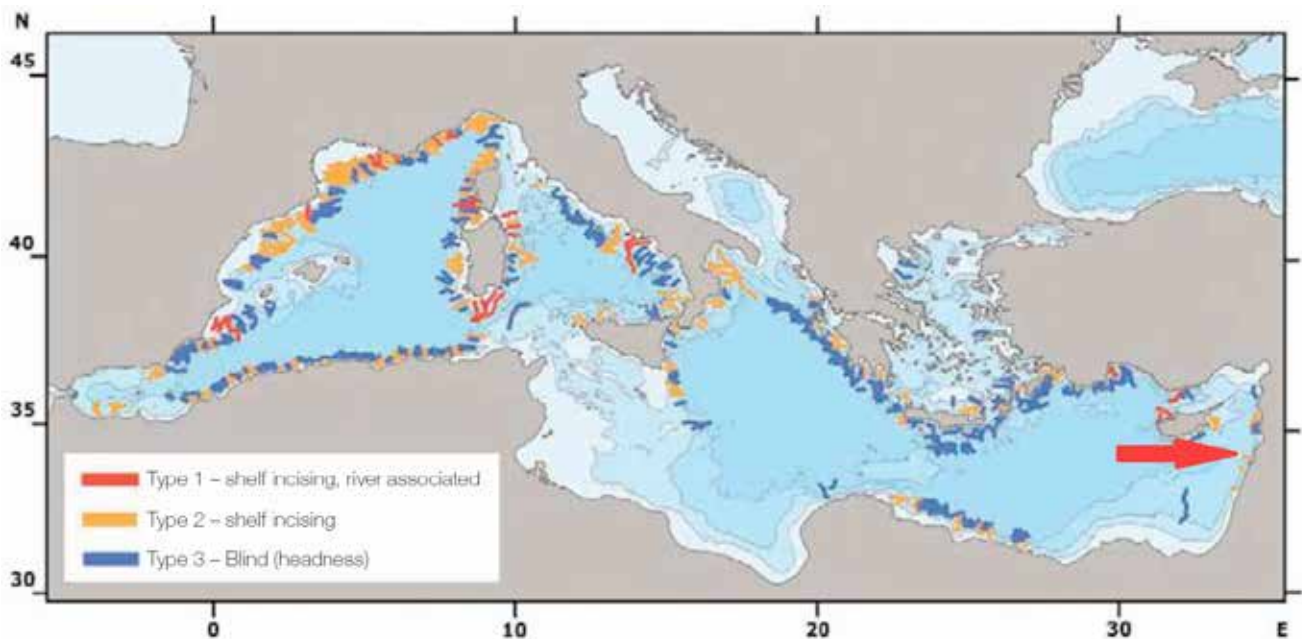 N
45
40
35
30
Type 1 – shelf incising, river associated
Type 2 – shelf incising
Type 3 – Blind (headness)
0 10 20 30 E